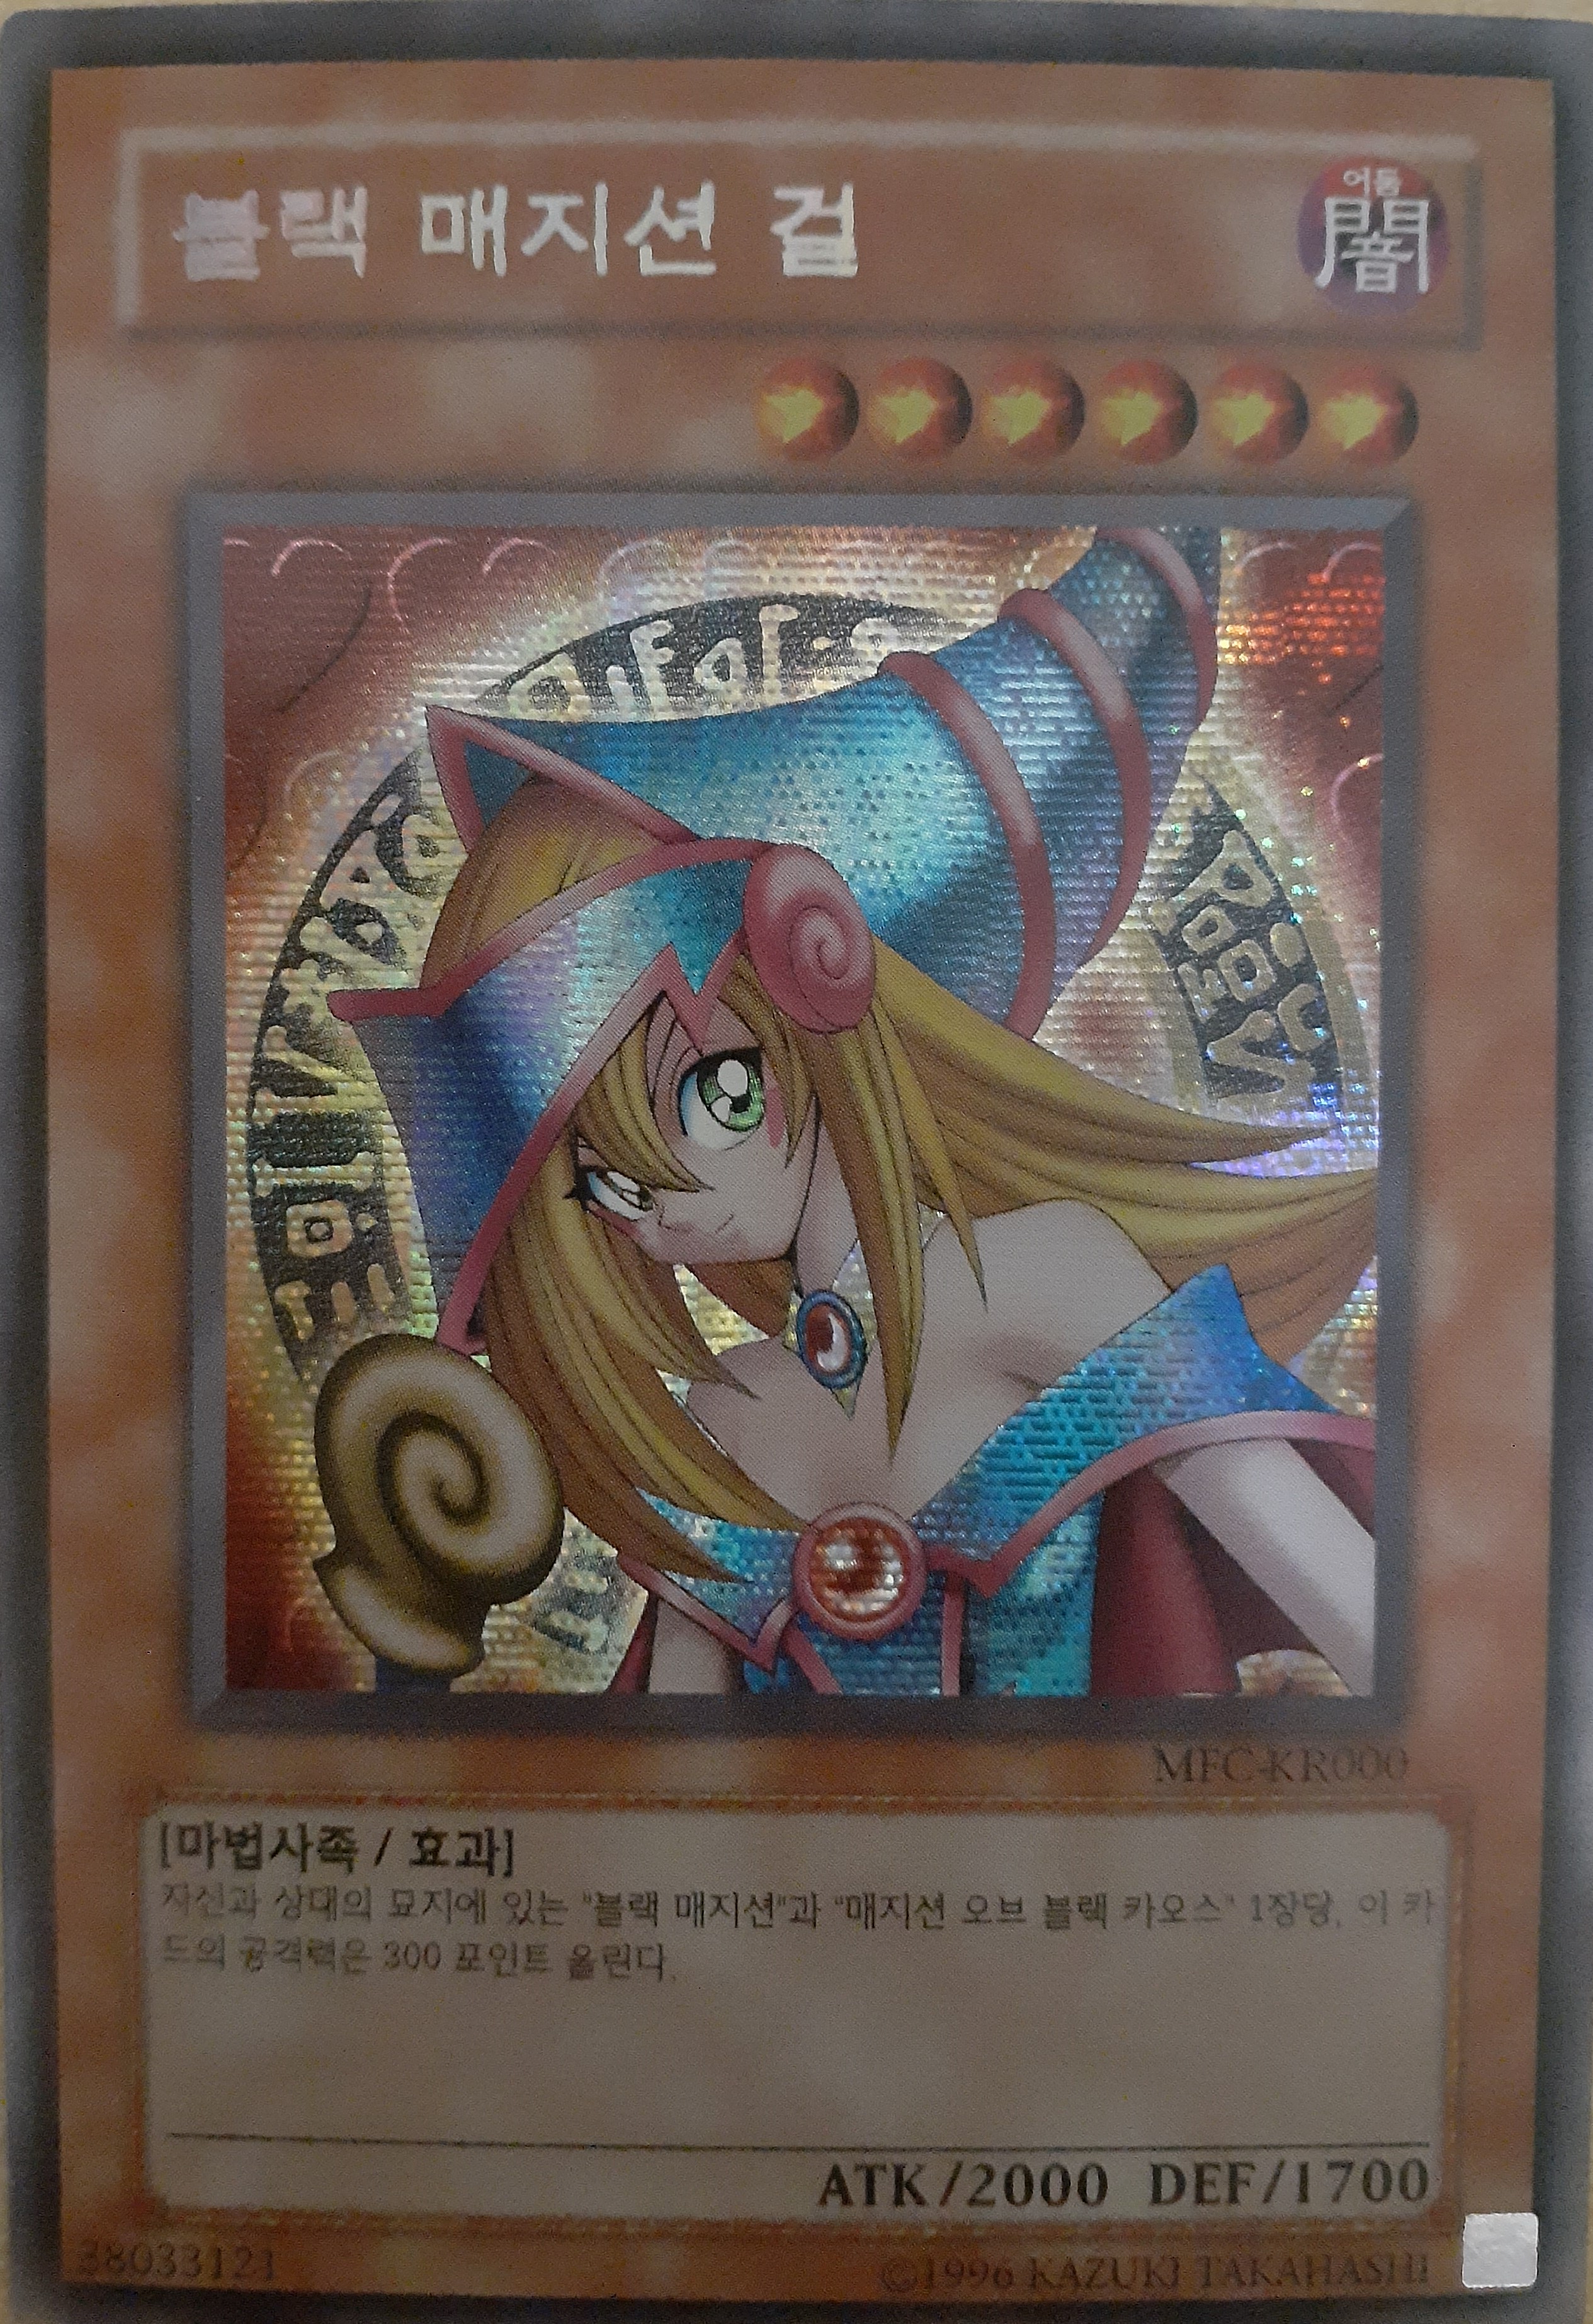 블랙 매지션 걸
어둠
闇
MFC-KR000
[마법사족 / 효과]
자신과 상대의 묘지에 있는 "블랙 매지션"과 "매지션 오브 블랙 카오스" 1장당, 이 카
드의 공격력은 300 포인트 올린다.
ATK/2000 DEF/1700
38033121
©1996 KAZUKI TAKAHASHI